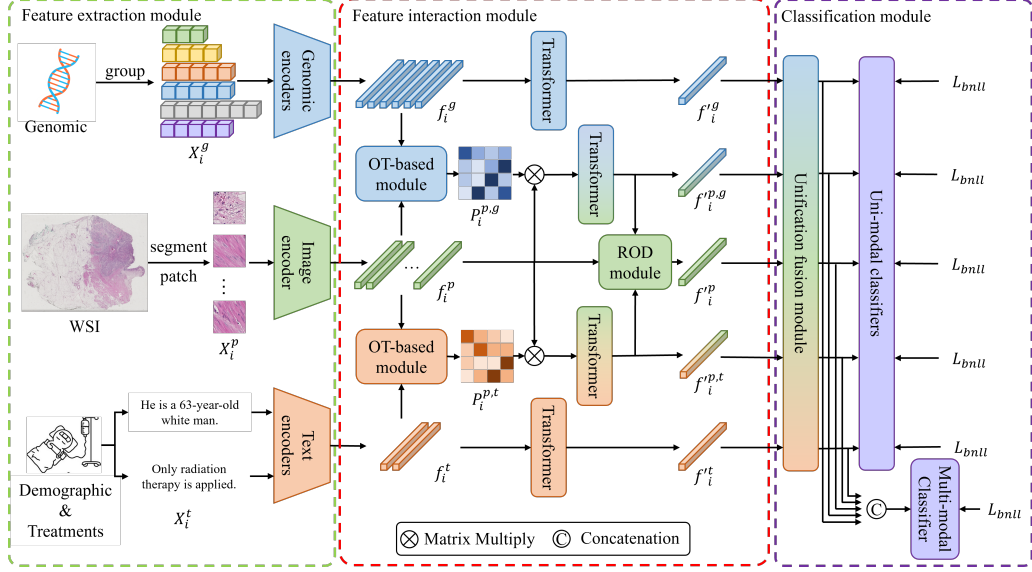 Feature extraction module
Feature interaction module
Classification module
Genomic
group
X_i^g
Genomic
encoders
f_i^g
Transformer
f'_i^g
L_bnll
OT-based
module
P_i^{p,g}
Transformer
f'_i^{p,g}
L_bnll
WSI
segment
patch
⋮
X_i^p
Image
encoder
...
f_i^p
ROD
module
f'_i^p
L_bnll
OT-based
module
P_i^{p,t}
Transformer
f'_i^{p,t}
L_bnll
Demographic
&
Treatments
He is a 63-year-old
white man.
Only radiation
therapy is applied.
X_i^t
Text
encoders
f_i^t
Transformer
f'_i^t
L_bnll
Unification fusion module
Uni-modal classifiers
C
Multi-modal
Classifier
L_bnll
Matrix Multiply
C Concatenation